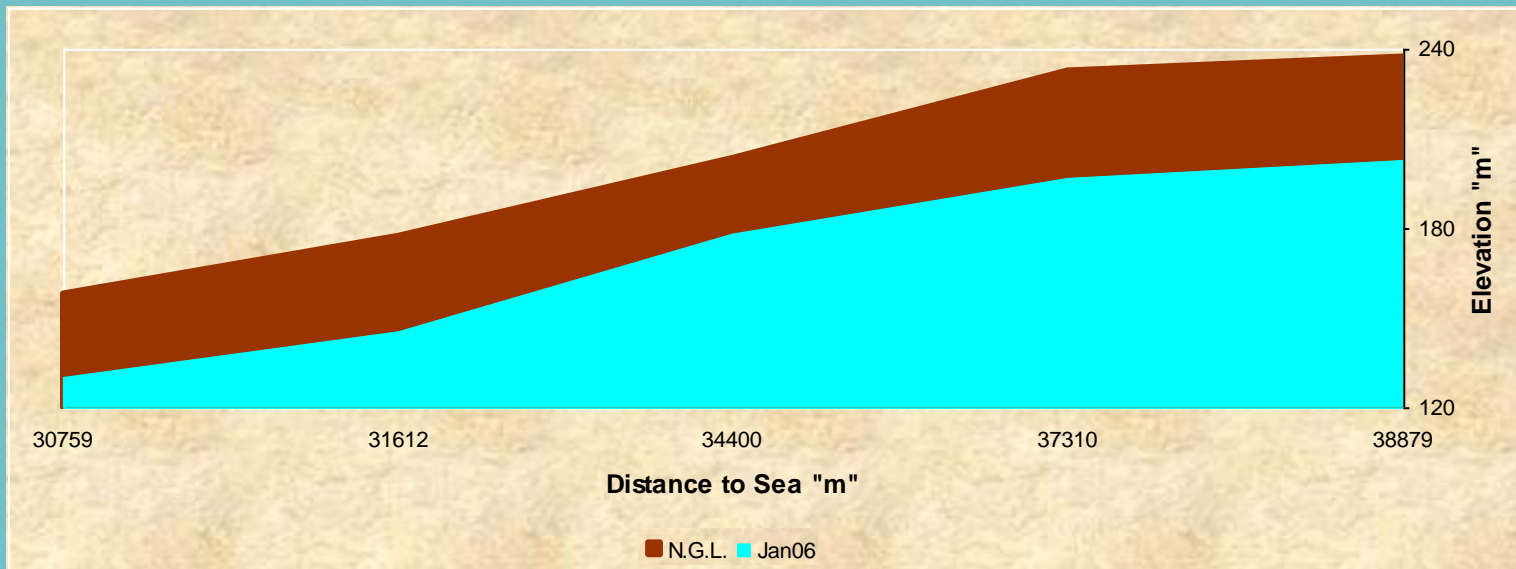 240
180
120
Elevation "m"
30759 31612 34400 37310 38879
Distance to Sea "m"
N.G.L. Jan06